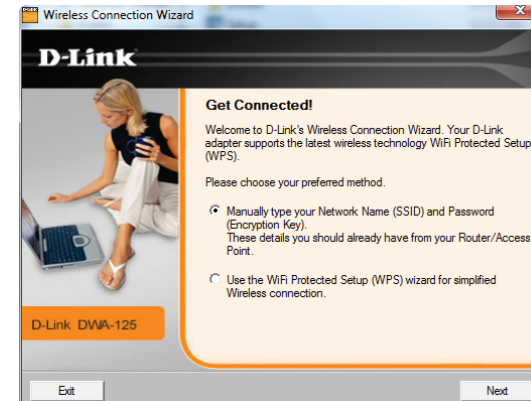 Wireless Connection Wizard
D-Link
Get Connected!
Welcome to D-Link's Wireless Connection Wizard. Your D-Link
adapter supports the latest wireless technology WiFi Protected Setup
(WPS).
Please choose your preferred method.
Manually type your Network Name (SSID) and Password
(Encryption Key).
These details you should already have from your Router/Access
Point.
Use the WiFi Protected Setup (WPS) wizard for simplified
Wireless connection.
D-Link DWA-125
Exit
Next